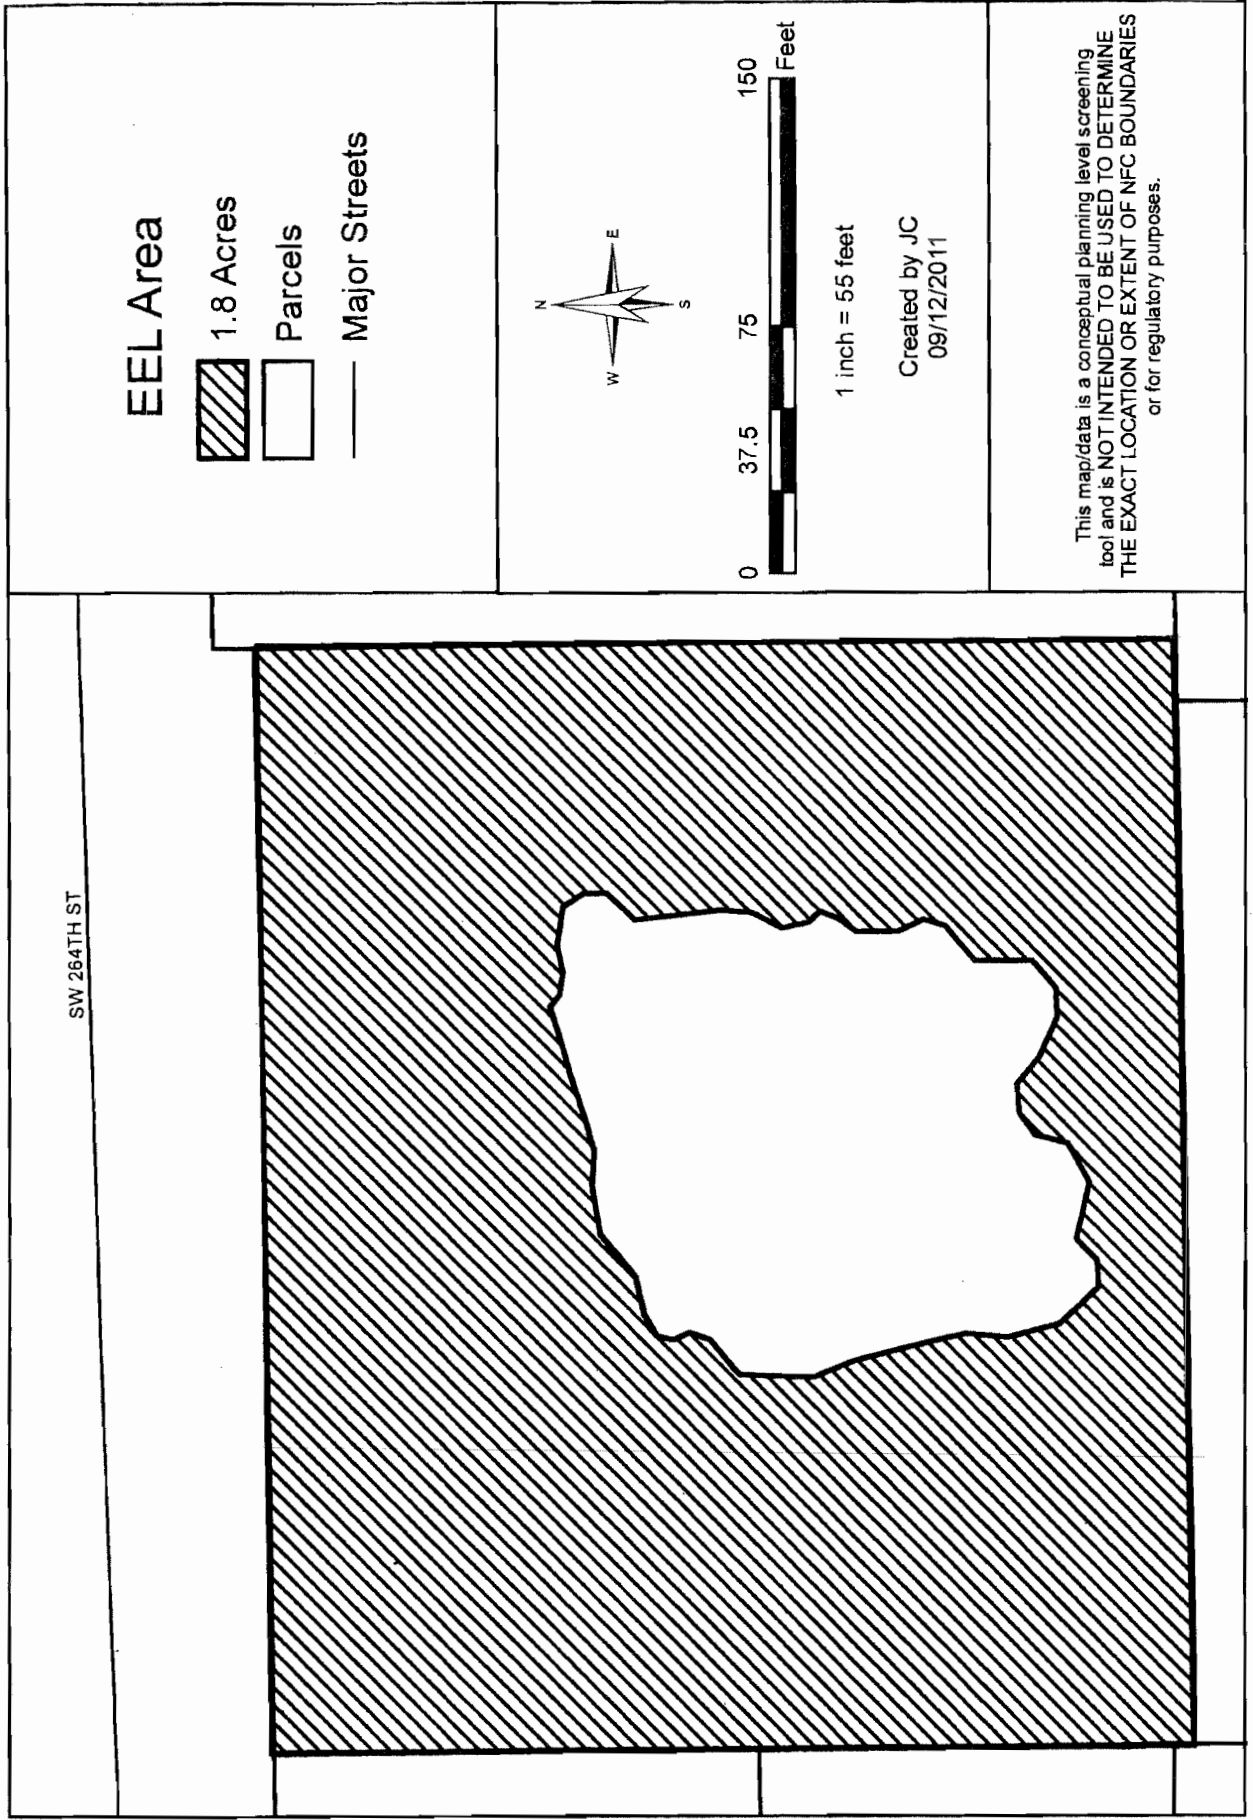 SW 264TH ST
EEL Area
1.8 Acres
Parcels
Major Streets
N
W
E
S
0 37.5 75 150
Feet
1 inch = 55 feet
Created by JC
09/12/2011
This map/data is a conceptual planning level screening
tool and is NOT INTENDED TO BE USED TO DETERMINE
THE EXACT LOCATION OR EXTENT OF NFC BOUNDARIES
or for regulatory purposes.